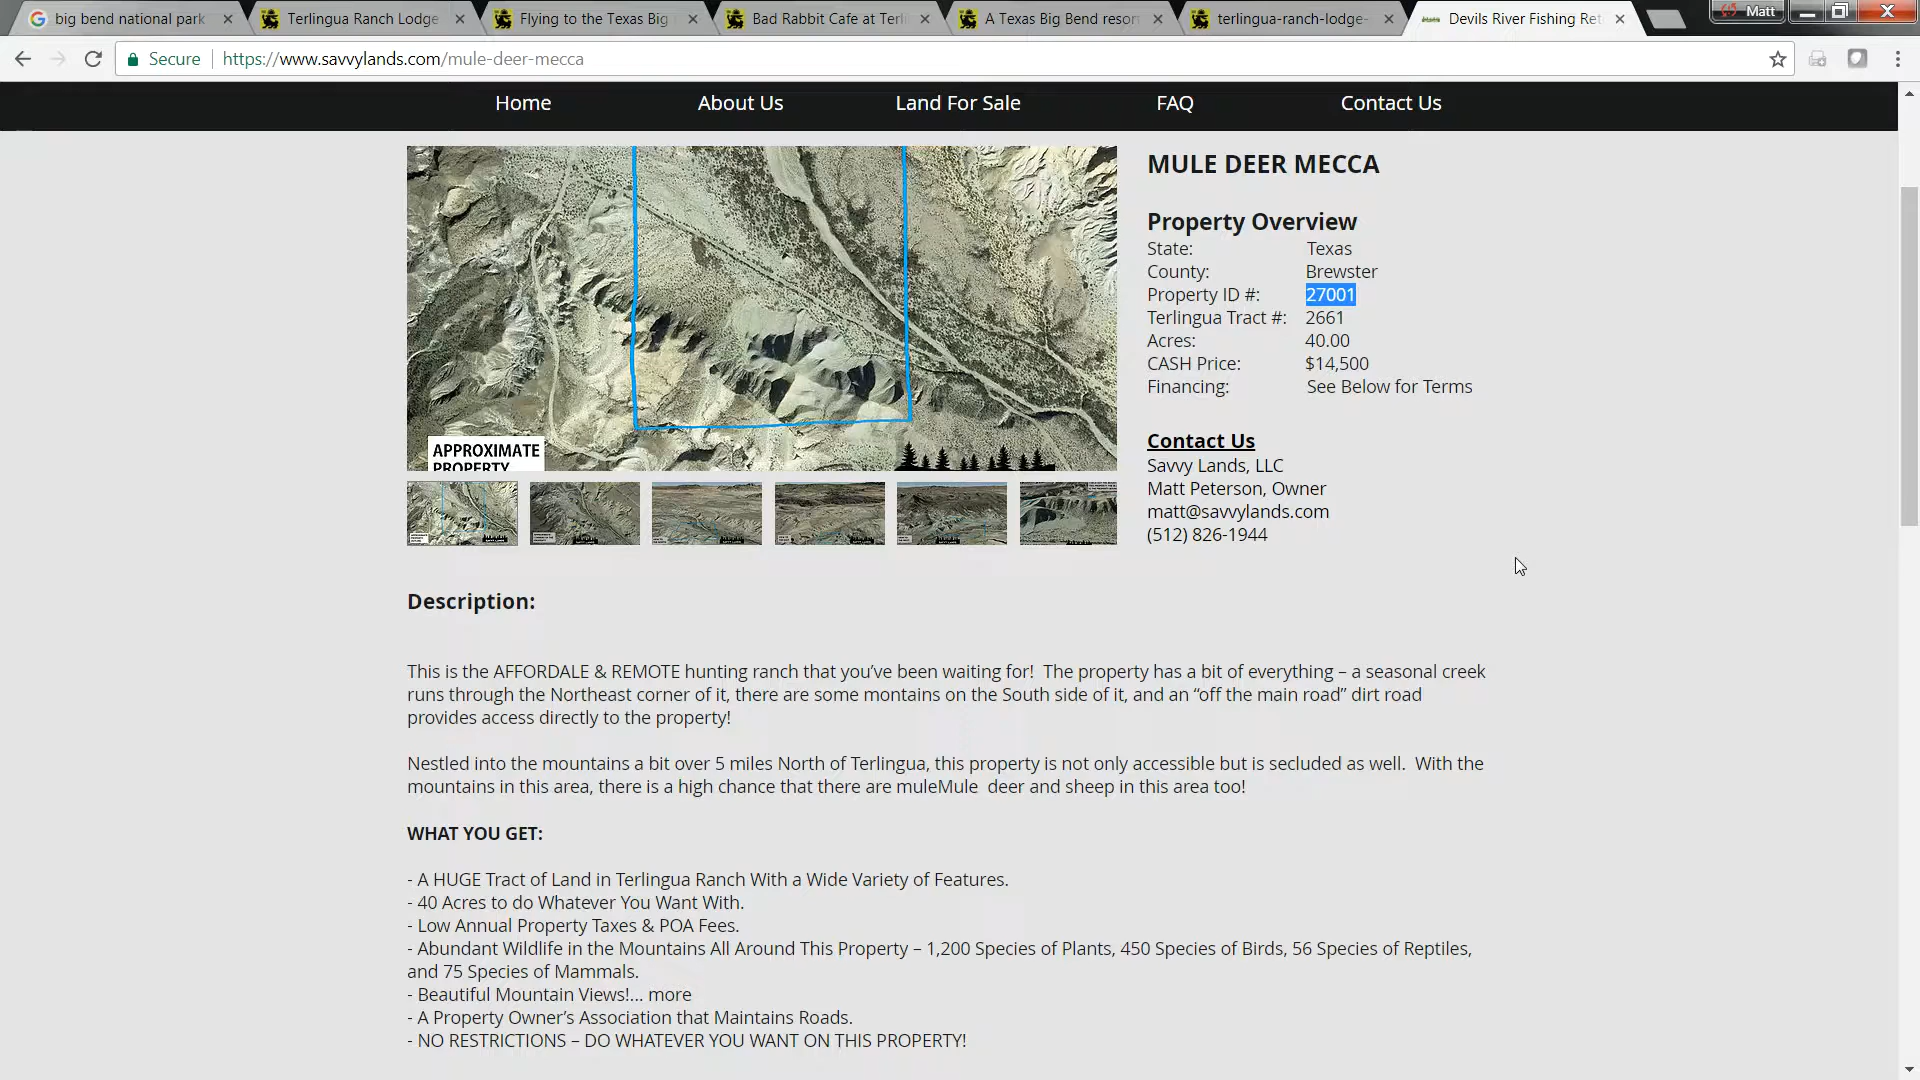 big bend national park
Terlingua Ranch Lodge
Flying to the Texas Big
Bad Rabbit Cafe at Terli
A Texas Big Bend resor
terlingua-ranch-lodge-
Devils River Fishing Ret
Matt
Secure
https://www.savvylands.com/mule-deer-mecca
Home
About Us
Land For Sale
FAQ
Contact Us
APPROXIMATE
PROPERTY
MULE DEER MECCA
Property Overview
State: Texas
County: Brewster
Property ID #: 27001
Terlingua Tract #: 2661
Acres: 40.00
CASH Price: $14,500
Financing: See Below for Terms
Contact Us
Savvy Lands, LLC
Matt Peterson, Owner
matt@savvylands.com
(512) 826-1944
Description:
This is the AFFORDALE & REMOTE hunting ranch that you’ve been waiting for! The property has a bit of everything – a seasonal creek
runs through the Northeast corner of it, there are some montains on the South side of it, and an “off the main road” dirt road
provides access directly to the property!
Nestled into the mountains a bit over 5 miles North of Terlingua, this property is not only accessible but is secluded as well. With the
mountains in this area, there is a high chance that there are muleMule deer and sheep in this area too!
WHAT YOU GET:
- A HUGE Tract of Land in Terlingua Ranch With a Wide Variety of Features.
- 40 Acres to do Whatever You Want With.
- Low Annual Property Taxes & POA Fees.
- Abundant Wildlife in the Mountains All Around This Property – 1,200 Species of Plants, 450 Species of Birds, 56 Species of Reptiles,
and 75 Species of Mammals.
- Beautiful Mountain Views!... more
- A Property Owner’s Association that Maintains Roads.
- NO RESTRICTIONS – DO WHATEVER YOU WANT ON THIS PROPERTY!